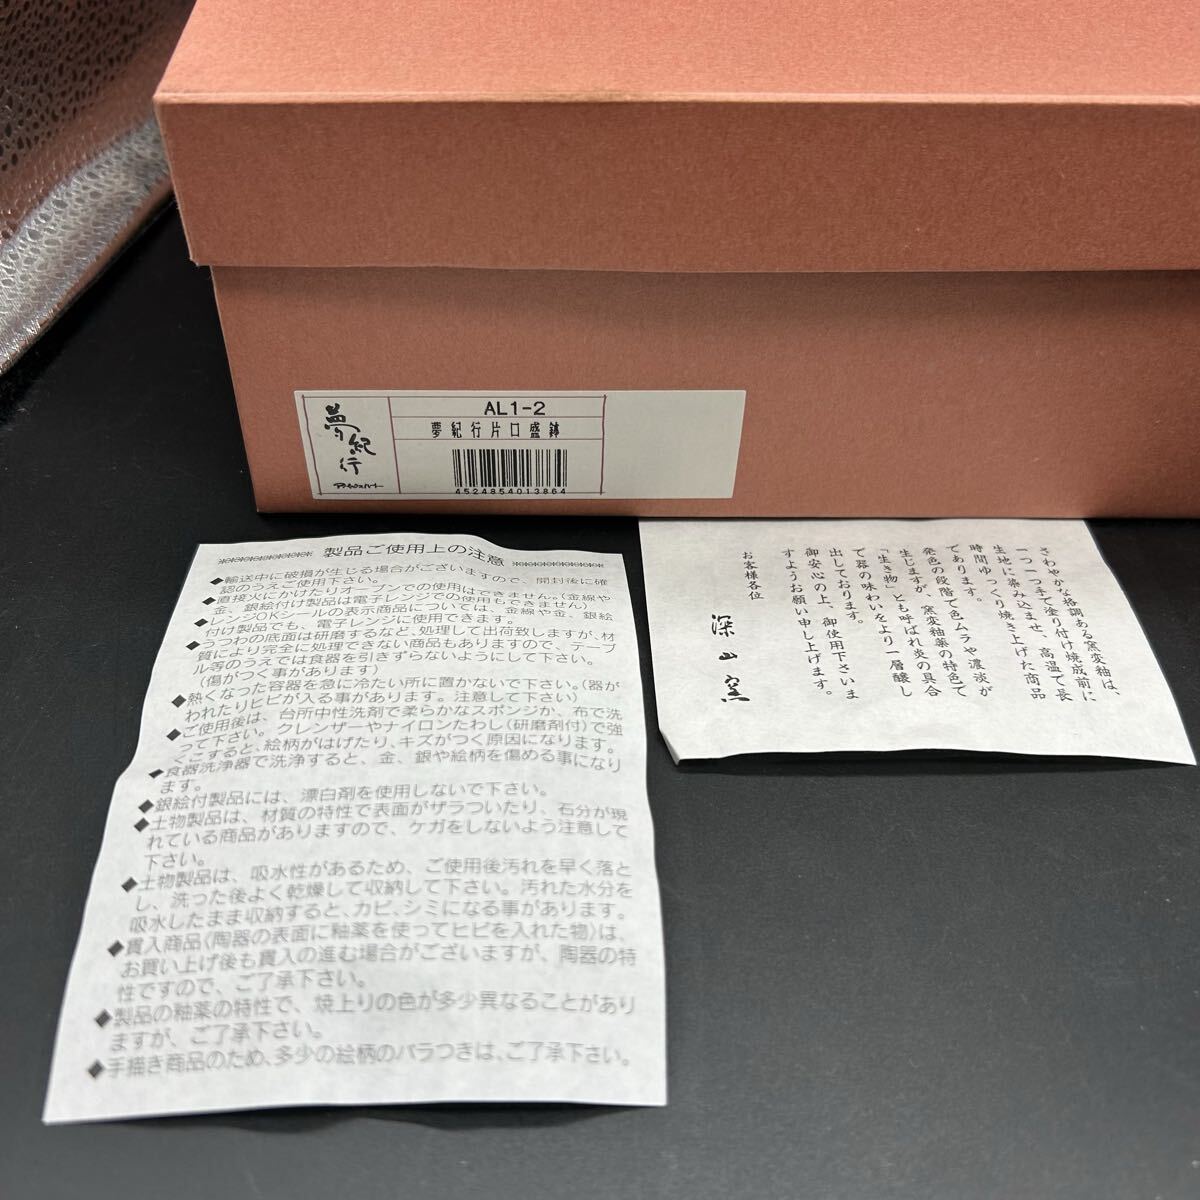 夢紀行
AL1-2
夢紀行片口盛鉢
4524854013864
製品ご使用上の注意
◆輸送中に破損が生じる場合がございますので、開封後に確
認のうえご使用下さい。
◆直接火にかけたりオーブンでの使用はできません。(金線や
金、銀絵付け製品は電子レンジでの使用もできません)
◆レンジOKシールの表示商品については、金線や金、銀絵
付け製品でも、電子レンジに使用できます。
◆うつわの底面は研磨するなど、処理して出荷致しますが、材
質により完全に処理できない商品もありますので、テーブ
ル等のうえでは食器を引きずらないようにして下さい。
(傷がつく事があります)
◆熱くなった容器を急に冷たい所に置かないで下さい。(器が
われたりヒビが入る事があります。注意して下さい)
◆ご使用後は、台所中性洗剤で柔らかなスポンジか、布で洗
って下さい。クレンザーやナイロンたわし(研磨剤付)で強
くこすると、絵柄がはげたり、キズがつく原因になります。
◆食器洗浄器で洗浄すると、金、銀や絵柄を傷める事になり
ます。
◆銀絵付製品には、漂白剤を使用しないで下さい。
◆土物製品は、材質の特性で表面がザラついたり、石分が現
れている商品がありますので、ケガをしないよう注意して
下さい。
◆土物製品は、吸水性があるため、ご使用後汚れを早く落と
し、洗った後よく乾燥して収納して下さい。汚れた水分を
吸水したまま収納すると、カビ、シミになる事があります。
◆貫入商品(陶器の表面に釉薬を使ってヒビを入れた物)は、
お買い上げ後も貫入の進む場合がございますが、陶器の特
性ですので、ご了承下さい。
◆製品の釉薬の特性で、焼上りの色が多少異なることがあり
ますが、ご了承下さい。
◆手描き商品のため、多少の絵柄のバラつきは、ご了承下さい。
さわやかな格調ある窯変釉は、
一つ一つ手で塗り付け焼成前に
生地に染み込ませ、高温で長
時間ゆっくり焼き上げた商品
であります。
発色の段階で色ムラや濃淡が
生じますが、窯変釉薬の特色で
「生き物」とも呼ばれ炎の具合
で器の味わいをより一層醸し
出しております。
御安心の上、御使用下さいま
すようお願い申し上げます。
深山窯
お客様各位